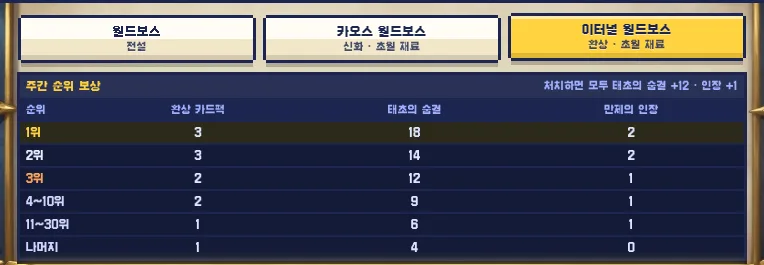 월드보스 카오스 월드보스 이터널 월드보스
전설 신화 · 초월 재료 환상 · 초월 재료
주간 순위 보상 처치하면 모두 태초의 숨결 +12 · 인장 +1
순위 환상 카드팩 태초의 숨결 만계의 인장
1위 3 18 2
2위 3 14 2
3위 2 12 1
4~10위 2 9 1
11~30위 1 6 1
나머지 1 4 0